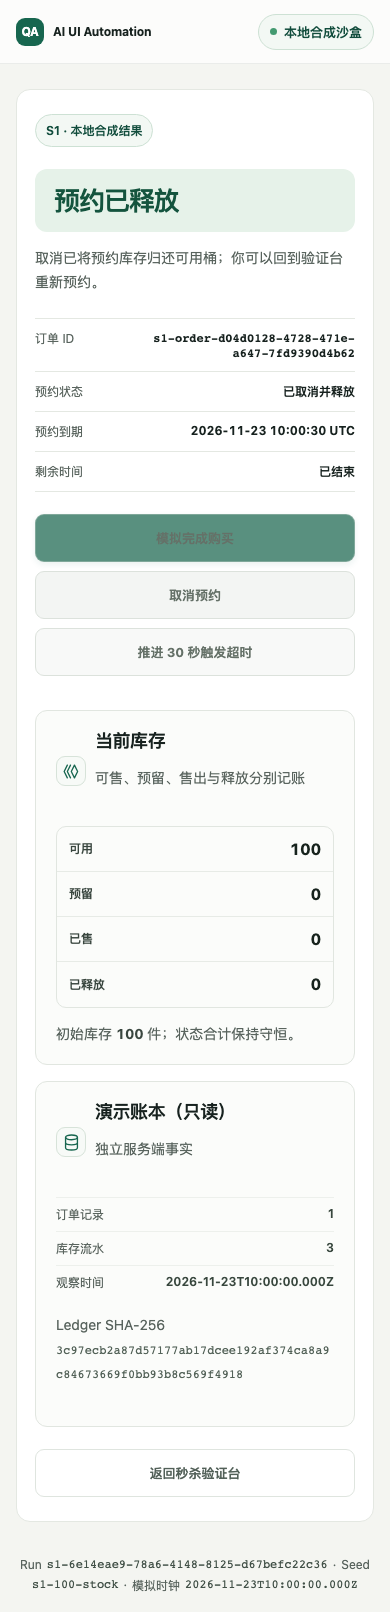 QA AI UI Automation
本地合成沙盒
S1 · 本地合成结果
预约已释放
取消已将预约库存归还可用桶；你可以回到验证台
重新预约。
订单 ID
s1-order-d04d0128-4728-471e-
a647-7fd9390d4b62
预约状态 已取消并释放
预约到期 2026-11-23 10:00:30 UTC
剩余时间 已结束
模拟完成购买
取消预约
推进 30 秒触发超时
当前库存
可售、预留、售出与释放分别记账
可用 100
预留 0
已售 0
已释放 0
初始库存 100 件；状态合计保持守恒。
演示账本（只读）
独立服务端事实
订单记录 1
库存流水 3
观察时间 2026-11-23T10:00:00.000Z
Ledger SHA-256
3c97ecb2a87d57177ab17dcee192af374ca8a9
c84673669f0bb93b8c569f4918
返回秒杀验证台
Run s1-6e14eae9-78a6-4148-8125-d67befc22c36 · Seed
s1-100-stock · 模拟时钟 2026-11-23T10:00:00.000Z